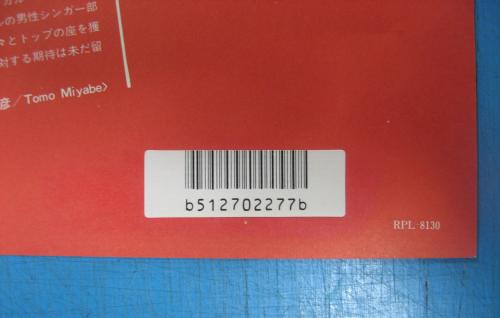 ルの男性シンガー部
々とトップの座を獲
対する期待は未だ留
彦／Tomo Miyabe〉
b512702277b
RPL-8130